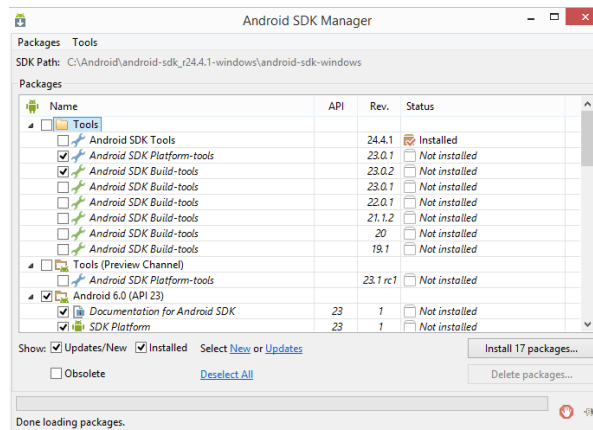 Android SDK Manager
Packages Tools
SDK Path: C:\Android\android-sdk_r24.4.1-windows\android-sdk-windows
Packages
Name API Rev. Status
Tools
Android SDK Tools 24.4.1 Installed
Android SDK Platform-tools 23.0.1 Not installed
Android SDK Build-tools 23.0.2 Not installed
Android SDK Build-tools 23.0.1 Not installed
Android SDK Build-tools 22.0.1 Not installed
Android SDK Build-tools 21.1.2 Not installed
Android SDK Build-tools 20 Not installed
Android SDK Build-tools 19.1 Not installed
Tools (Preview Channel)
Android SDK Platform-tools 23.1 rc1 Not installed
Android 6.0 (API 23)
Documentation for Android SDK 23 1 Not installed
SDK Platform 23 1 Not installed
Show: Updates/New Installed Select New or Updates Install 17 packages...
Obsolete Deselect All Delete packages...
Done loading packages.